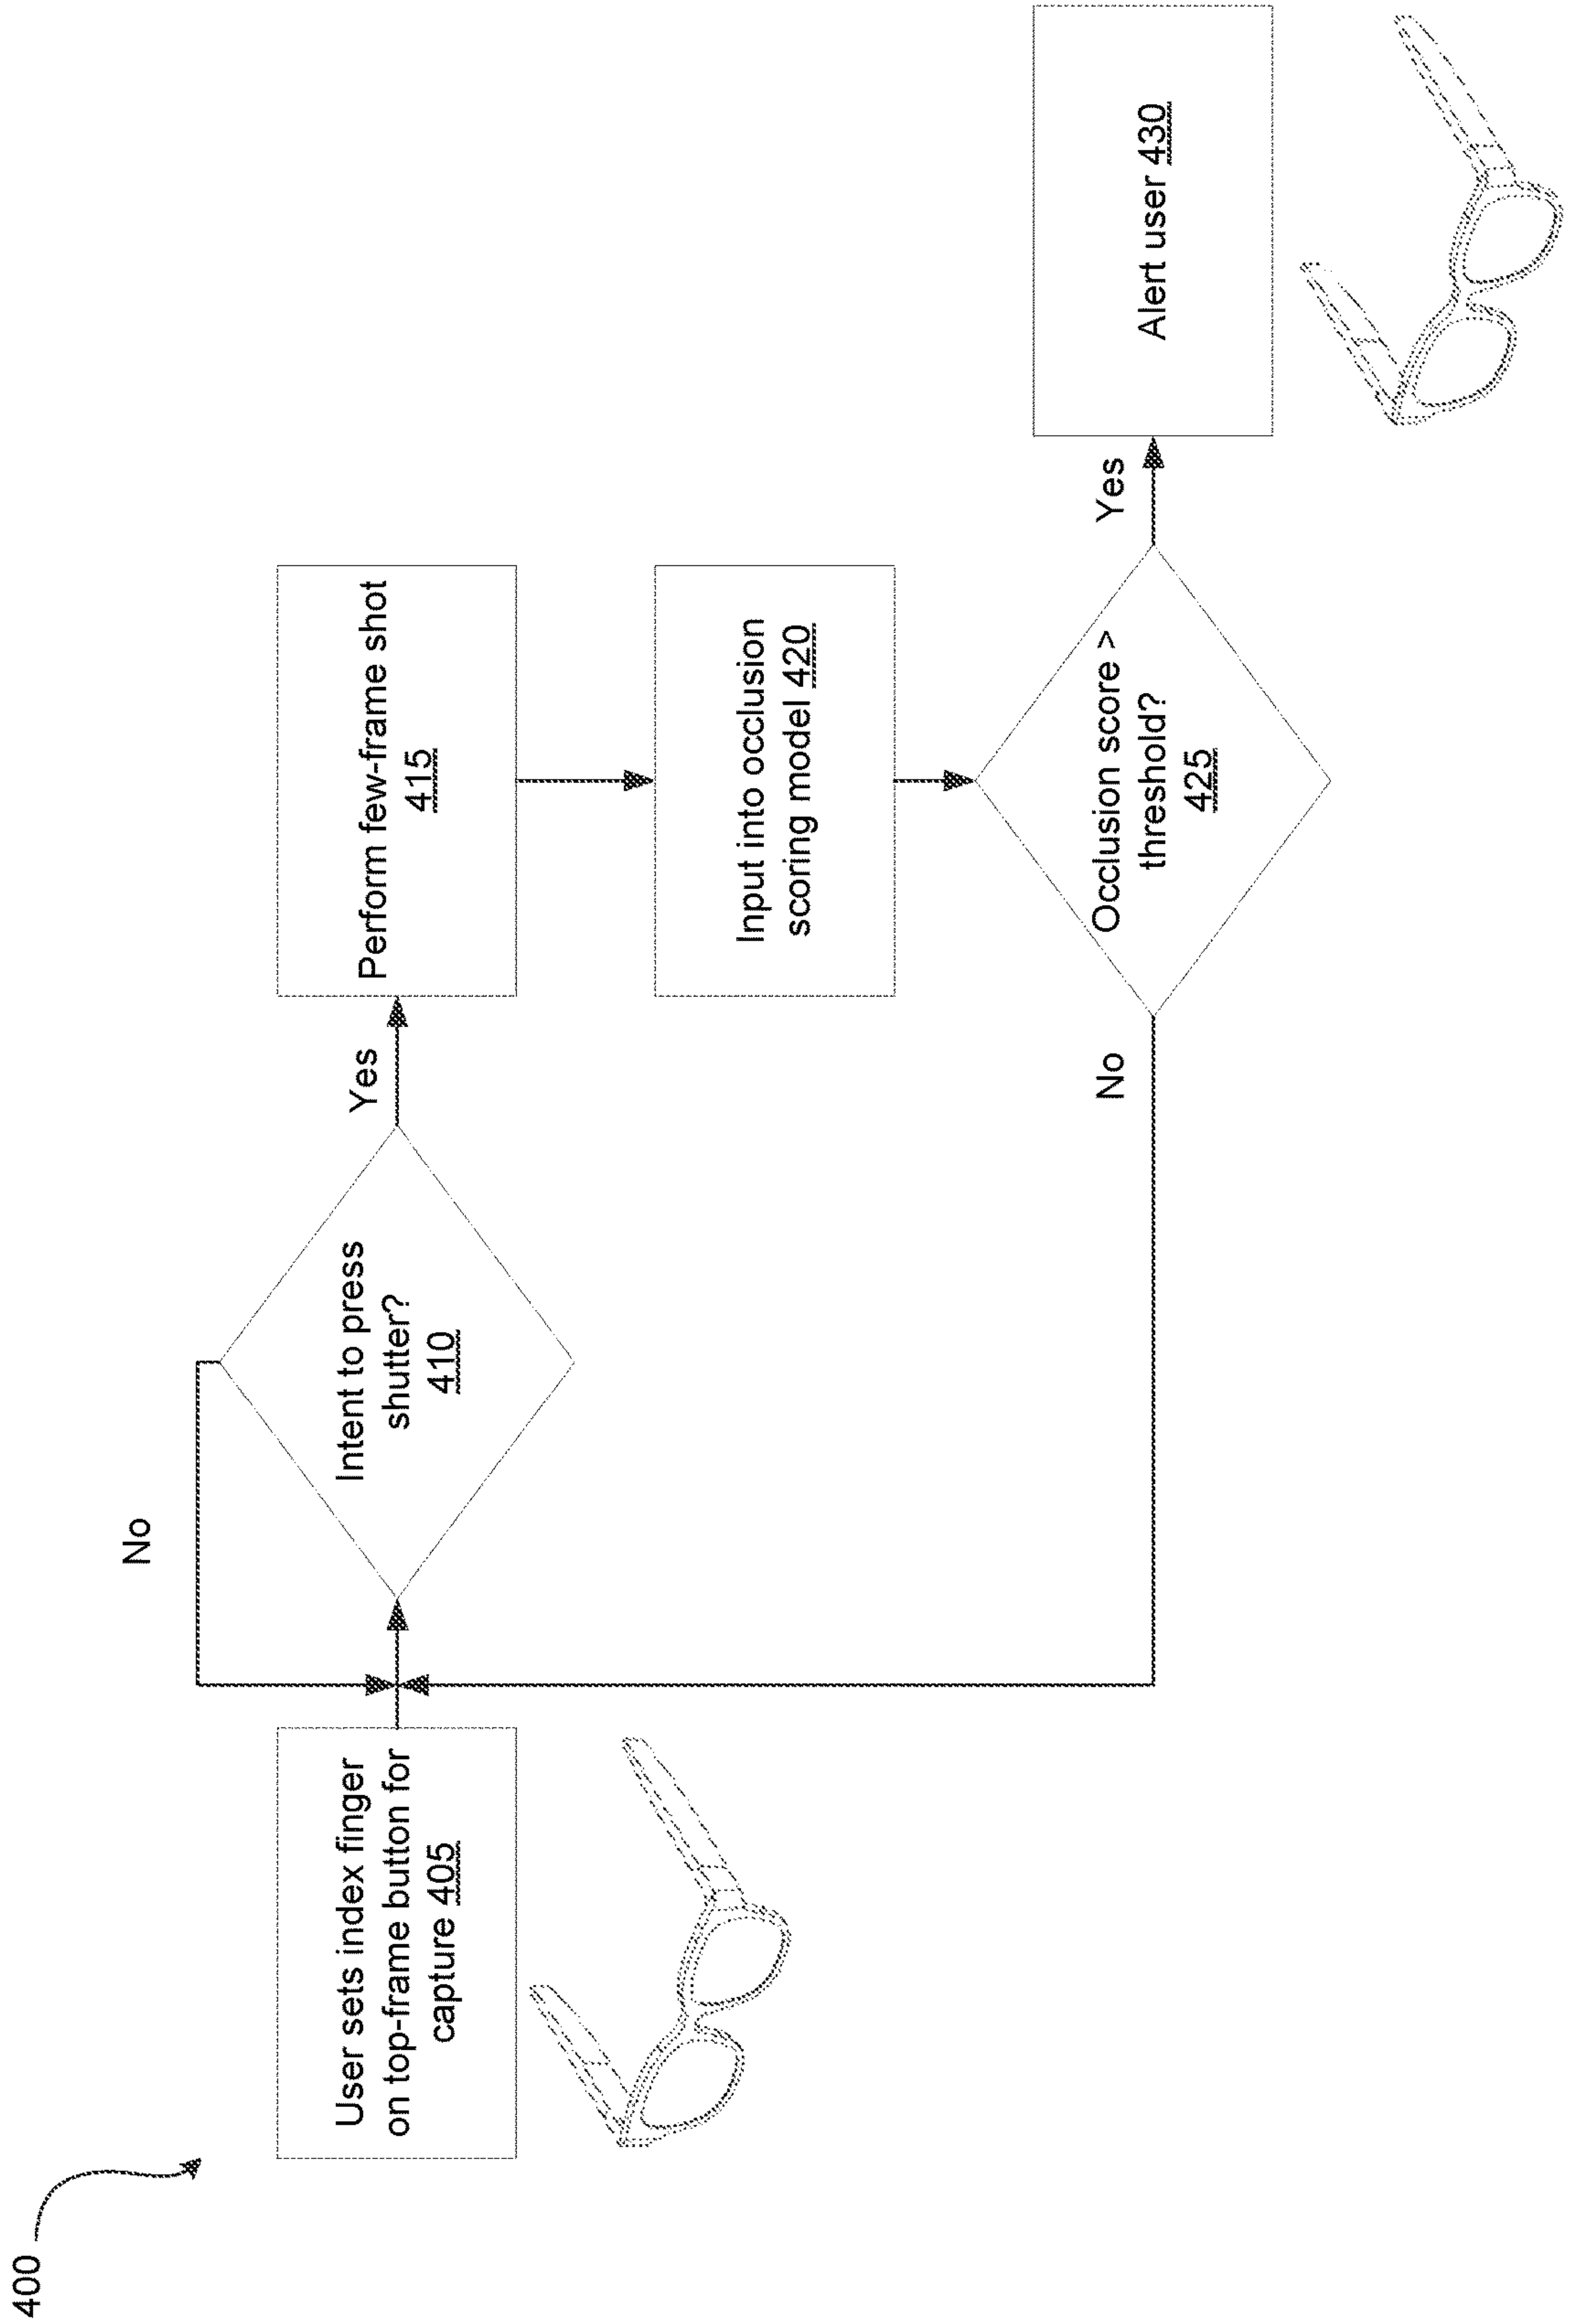 400
User sets index finger
on top-frame button for
capture 405
No
Intent to press
shutter?
410
Yes
Perform few-frame shot
415
Input into occlusion
scoring model 420
Occlusion score >
threshold?
425
No
Yes
Alert user 430